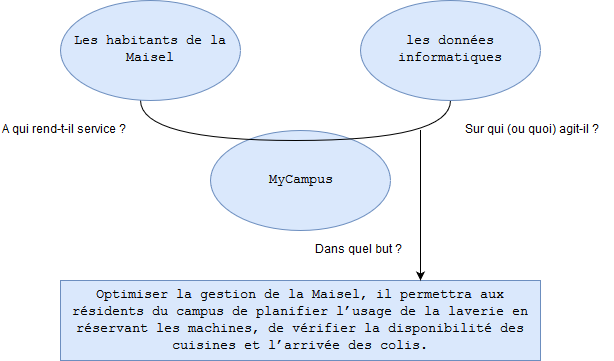 Les habitants de la
Maisel
les données
informatiques
A qui rend-t-il service ?
Sur qui (ou quoi) agit-il ?
MyCampus
Dans quel but ?
Optimiser la gestion de la Maisel, il permettra aux
résidents du campus de planifier l’usage de la laverie en
réservant les machines, de vérifier la disponibilité des
cuisines et l’arrivée des colis.